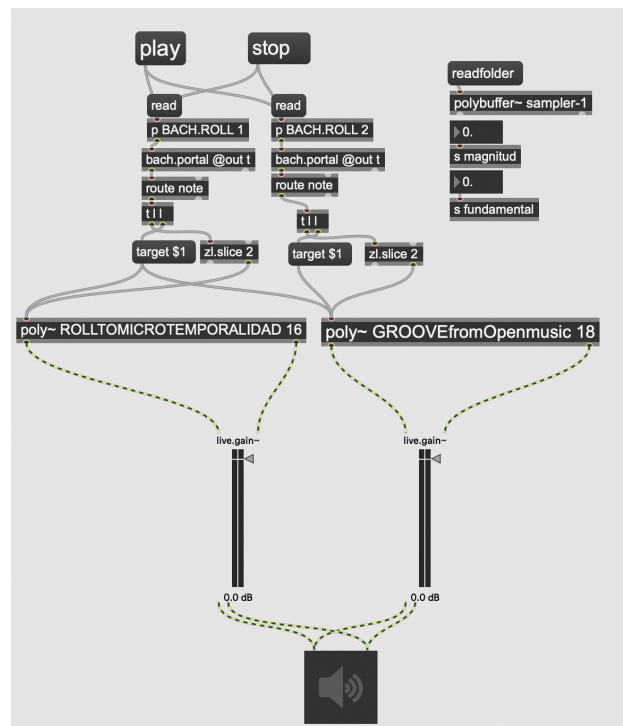 play
stop
readfolder
read
read
polybuffer~ sampler-1
p BACH.ROLL 1
p BACH.ROLL 2
0.
bach.portal @out t
bach.portal @out t
s magnitud
route note
route note
0.
t l l
s fundamental
t l l
target $1
zl.slice 2
target $1
zl.slice 2
poly~ ROLLTOMICROTEMPORALIDAD 16
poly~ GROOVEfromOpenmusic 18
live.gain~
live.gain~
0.0 dB
0.0 dB